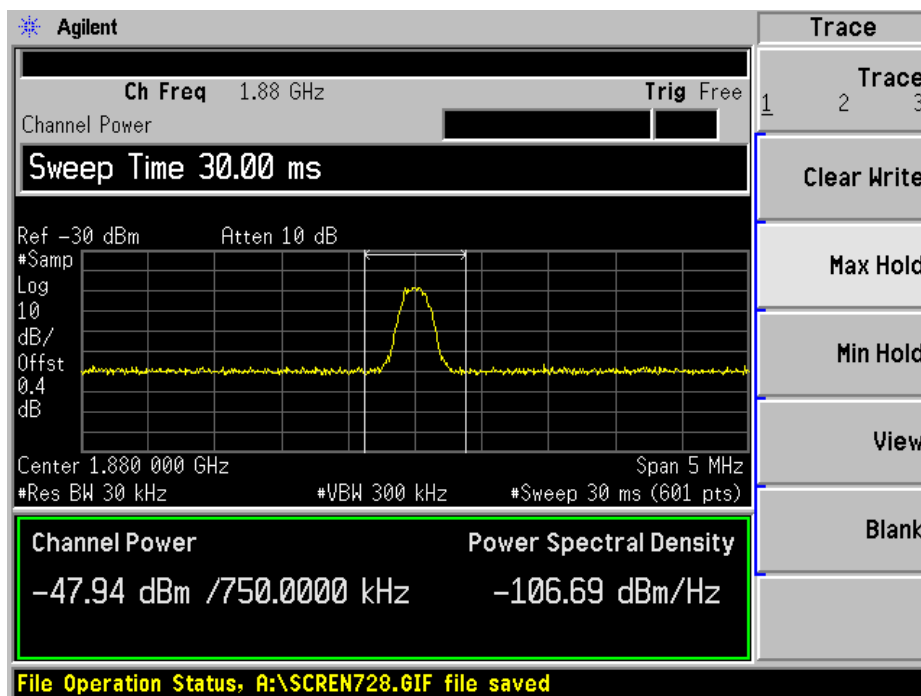 Agilent
Trace
Ch Freq 1.88 GHz Trig Free
Channel Power
Sweep Time 30.00 ms
Ref -30 dBm Atten 10 dB
#Samp
Log
10
dB/
Offst
0.4
dB
Center 1.880 000 GHz Span 5 MHz
#Res BW 30 kHz #VBW 300 kHz #Sweep 30 ms (601 pts)
Channel Power Power Spectral Density
-47.94 dBm /750.0000 kHz -106.69 dBm/Hz
File Operation Status, A:\SCREN728.GIF file saved
Trace
1 2 3
Clear Write
Max Hold
Min Hold
View
Blank